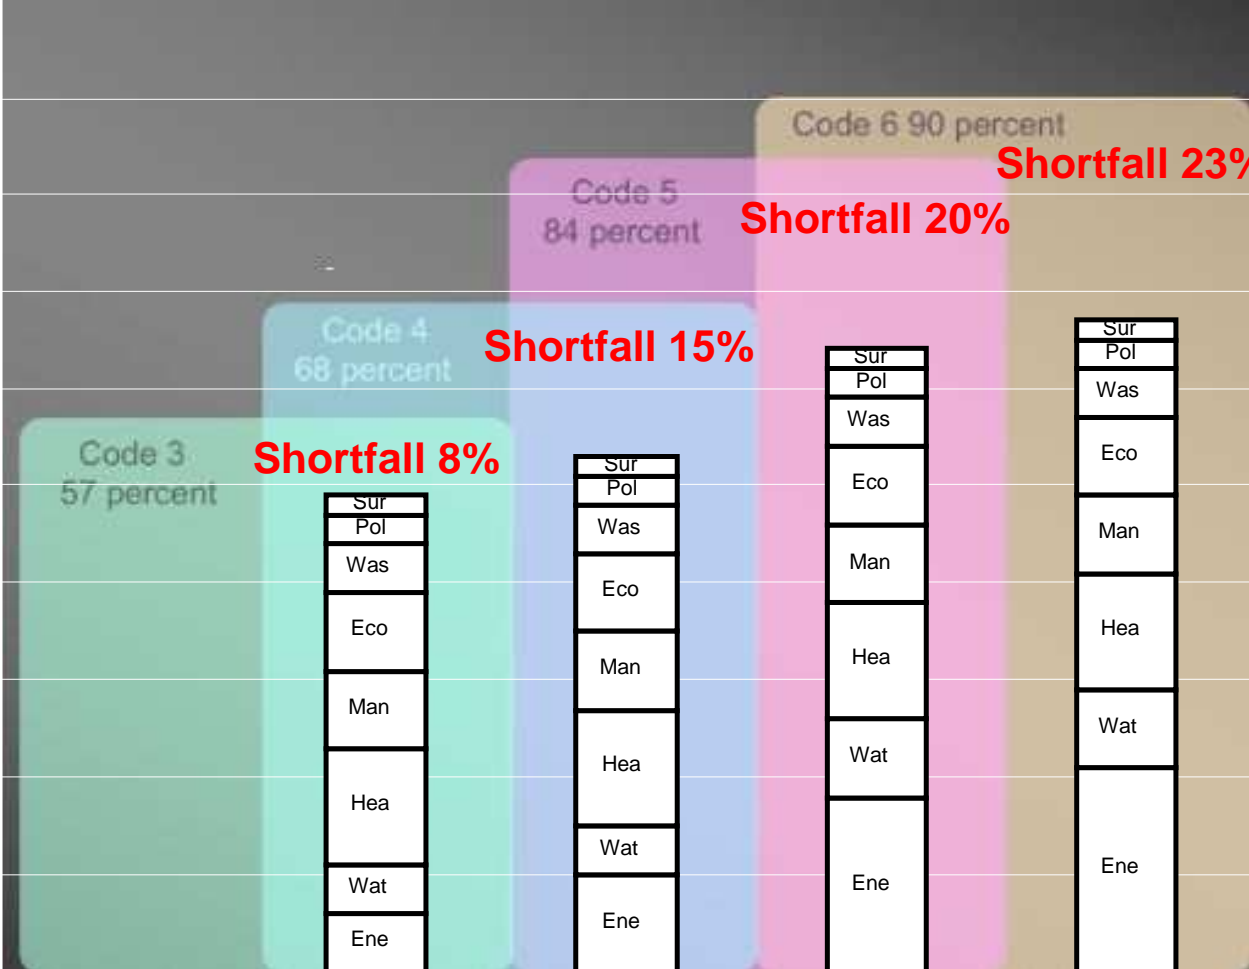 Code 6 90 percent
Shortfall 23%
Code 5
84 percent
Shortfall 20%
Code 4
68 percent
Shortfall 15%
Code 3
57 percent
Shortfall 8%
Sur
Pol
Was
Eco
Man
Hea
Wat
Ene
Sur
Pol
Was
Eco
Man
Hea
Wat
Ene
Sur
Pol
Was
Eco
Man
Hea
Wat
Ene
Sur
Pol
Was
Eco
Man
Hea
Wat
Ene